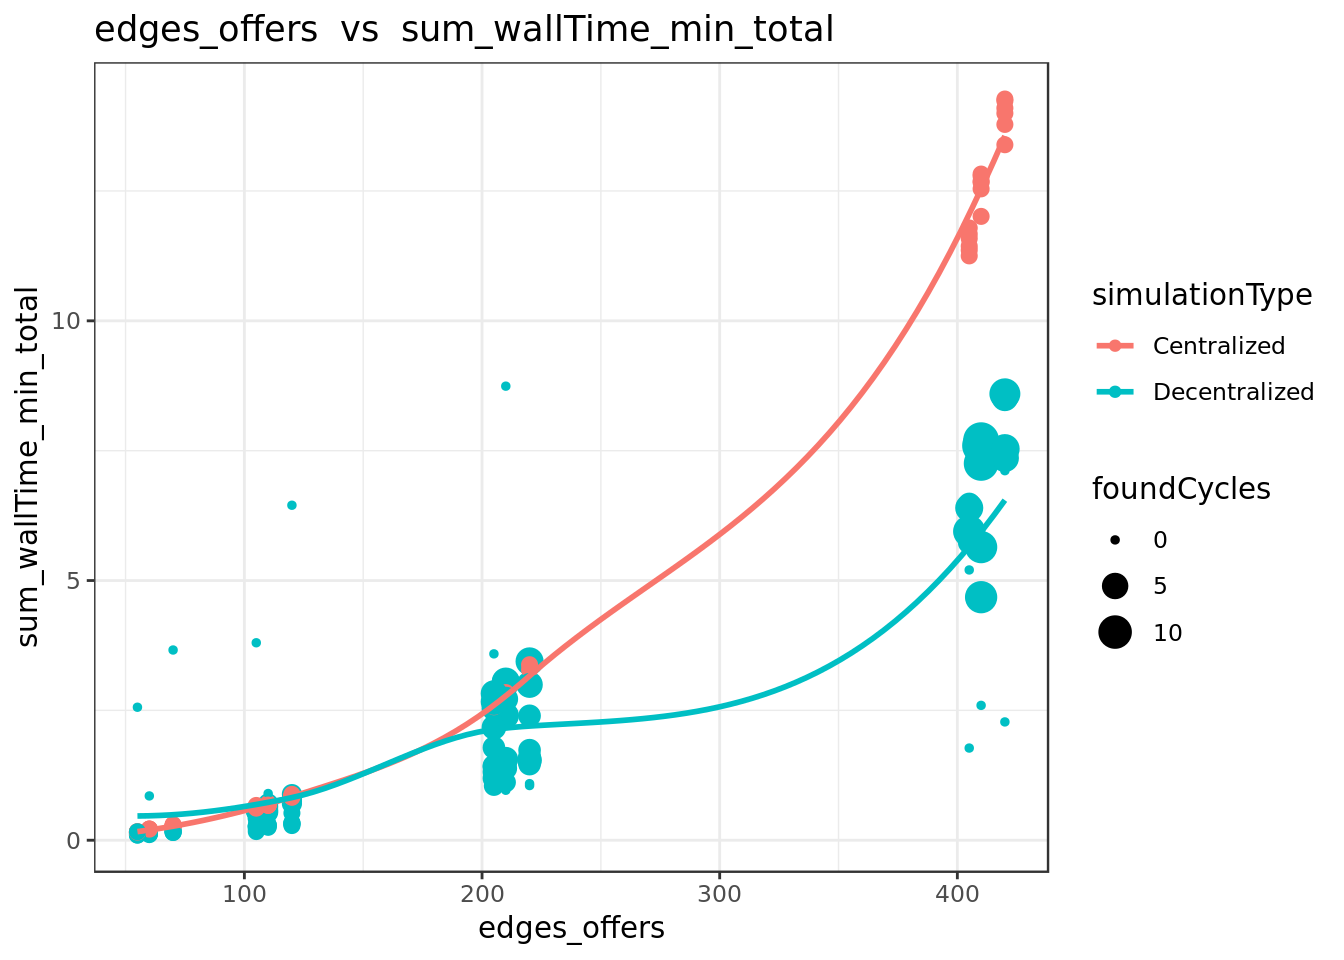 edges_offers  vs  sum_wallTime_min_total
sum_wallTime_min_total
10
5
0
100
200
300
400
edges_offers
simulationType
Centralized
Decentralized
foundCycles
0
5
10